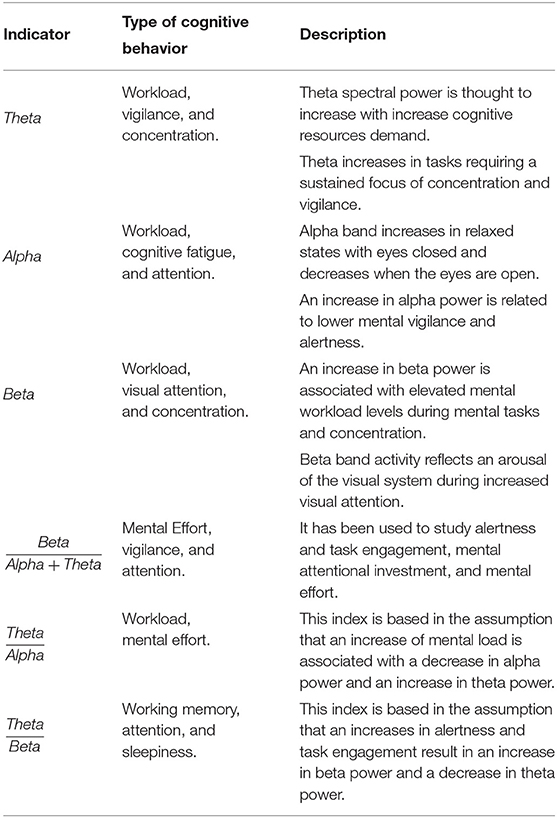 Indicator Type of cognitive behavior Description
Theta Workload, Theta spectral power is thought to
vigilance, and increase with increase cognitive
concentration. resources demand.
Theta increases in tasks requiring a
sustained focus of concentration and
vigilance.
Alpha Workload, Alpha band increases in relaxed
cognitive fatigue, states with eyes closed and
and attention. decreases when the eyes are open.
An increase in alpha power is related
to lower mental vigilance and
alertness.
Beta Workload, An increase in beta power is
visual attention, associated with elevated mental
and concentration. workload levels during mental tasks
and concentration.
Beta band activity reflects an arousal
of the visual system during increased
visual attention.
Beta Mental Effort, It has been used to study alertness
Alpha + Theta vigilance, and and task engagement, mental
attention. attentional investment, and mental
effort.
Theta Workload, This index is based in the assumption
Alpha mental effort. that an increase of mental load is
associated with a decrease in alpha
power and an increase in theta power.
Theta Working memory, This index is based in the assumption
Beta attention, and that an increases in alertness and
sleepiness. task engagement result in an increase
in beta power and a decrease in theta
power.